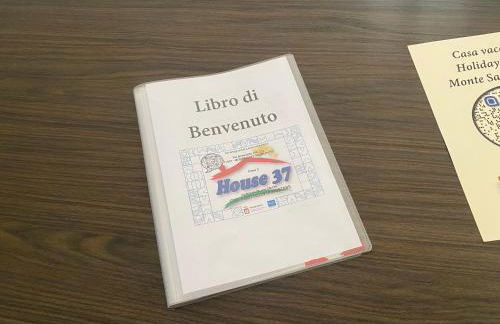 Libro di
Benvenuto
House 37
Casa vac
Holiday
Monte Sa